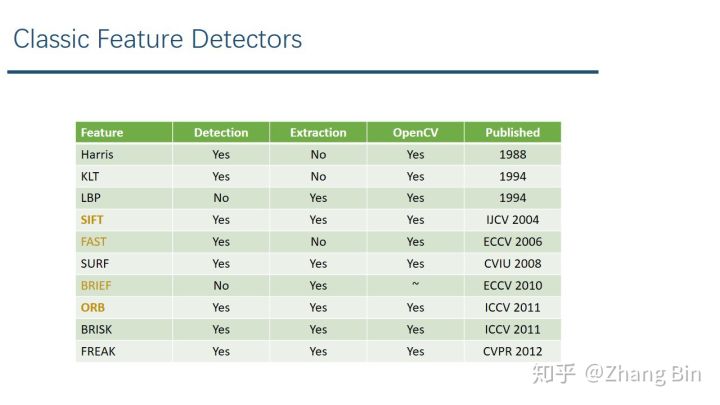 Classic Feature Detectors
Feature Detection Extraction OpenCV Published
Harris Yes No Yes 1988
KLT Yes No Yes 1994
LBP No Yes Yes 1994
SIFT Yes Yes Yes IJCV 2004
FAST Yes No Yes ECCV 2006
SURF Yes Yes Yes CVIU 2008
BRIEF No Yes ~ ECCV 2010
ORB Yes Yes Yes ICCV 2011
BRISK Yes Yes Yes ICCV 2011
FREAK Yes Yes Yes CVPR 2012
知乎 @Zhang Bin